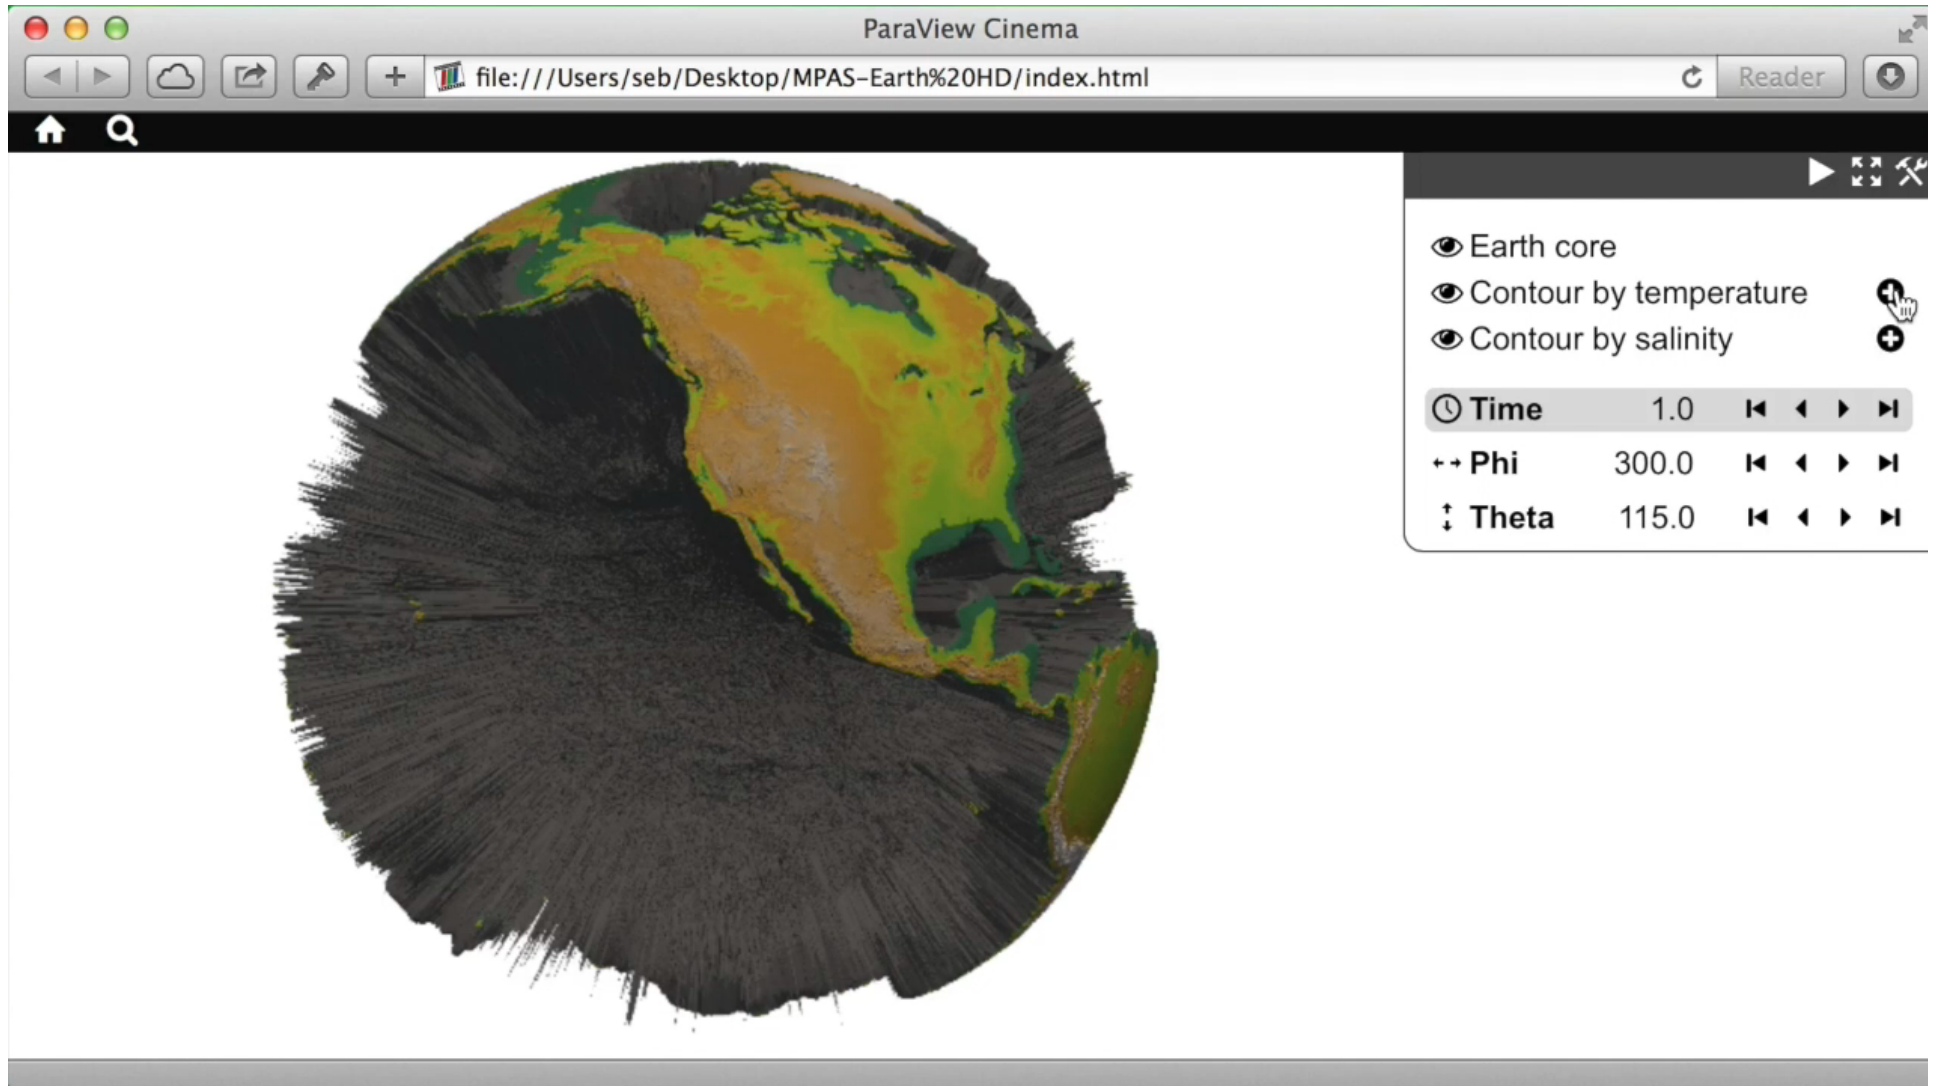 ParaView Cinema
file:///Users/seb/Desktop/MPAS-Earth%20HD/index.html
Reader
Earth core
Contour by temperature
Contour by salinity
Time 1.0
Phi 300.0
Theta 115.0